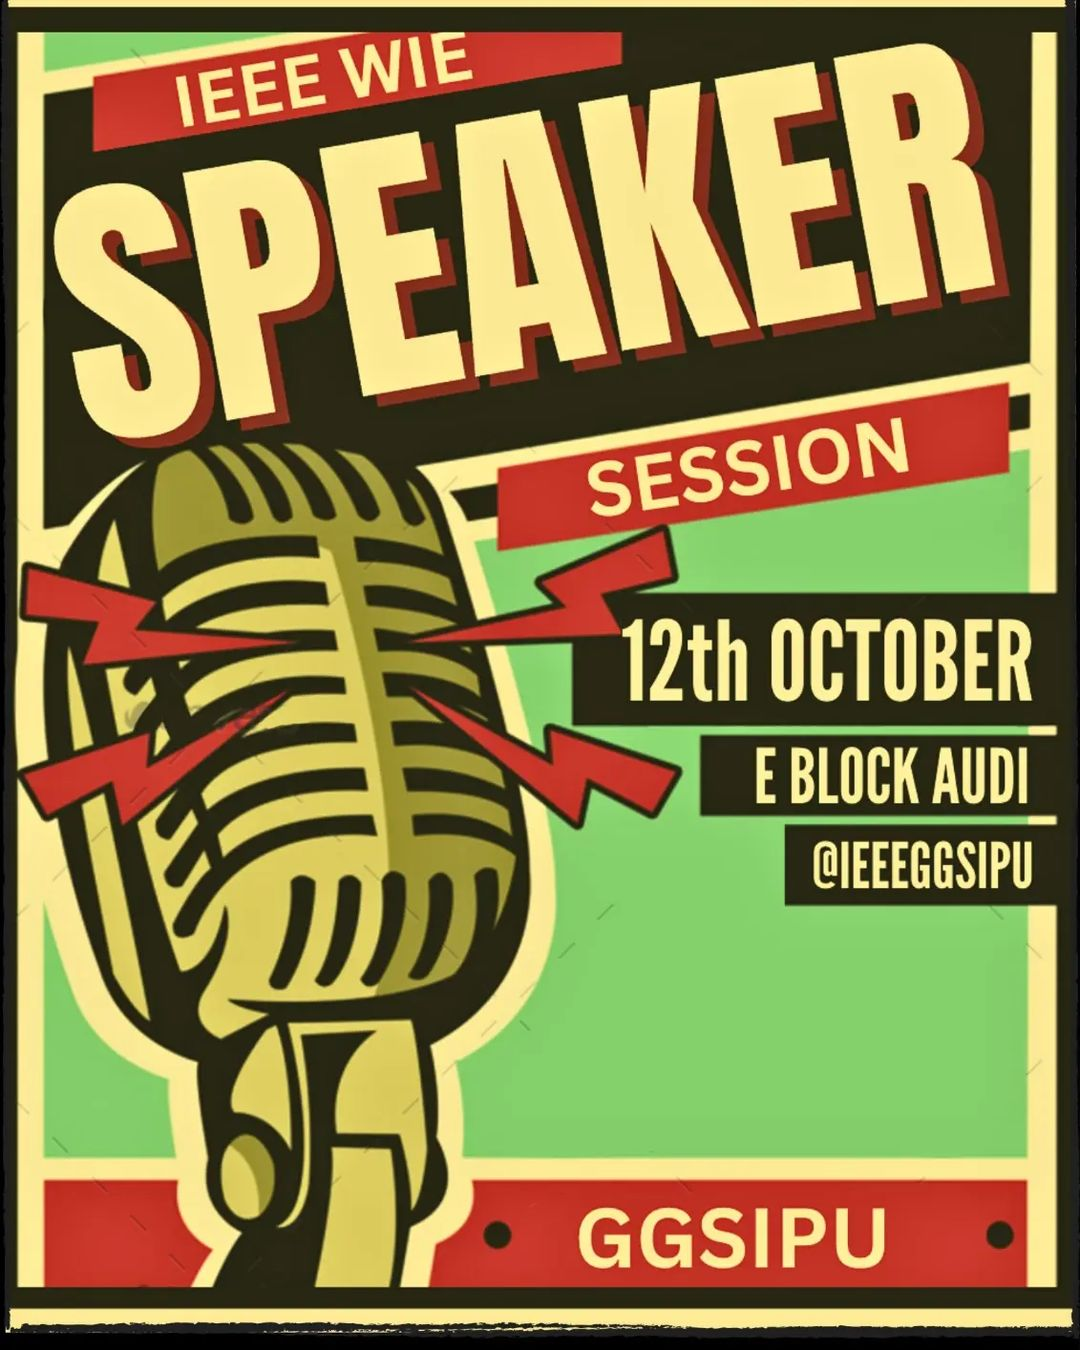 IEEE WIE
SPEAKER
SESSION
12th OCTOBER
E BLOCK AUDI
@IEEEGGSIPU
GGSIPU